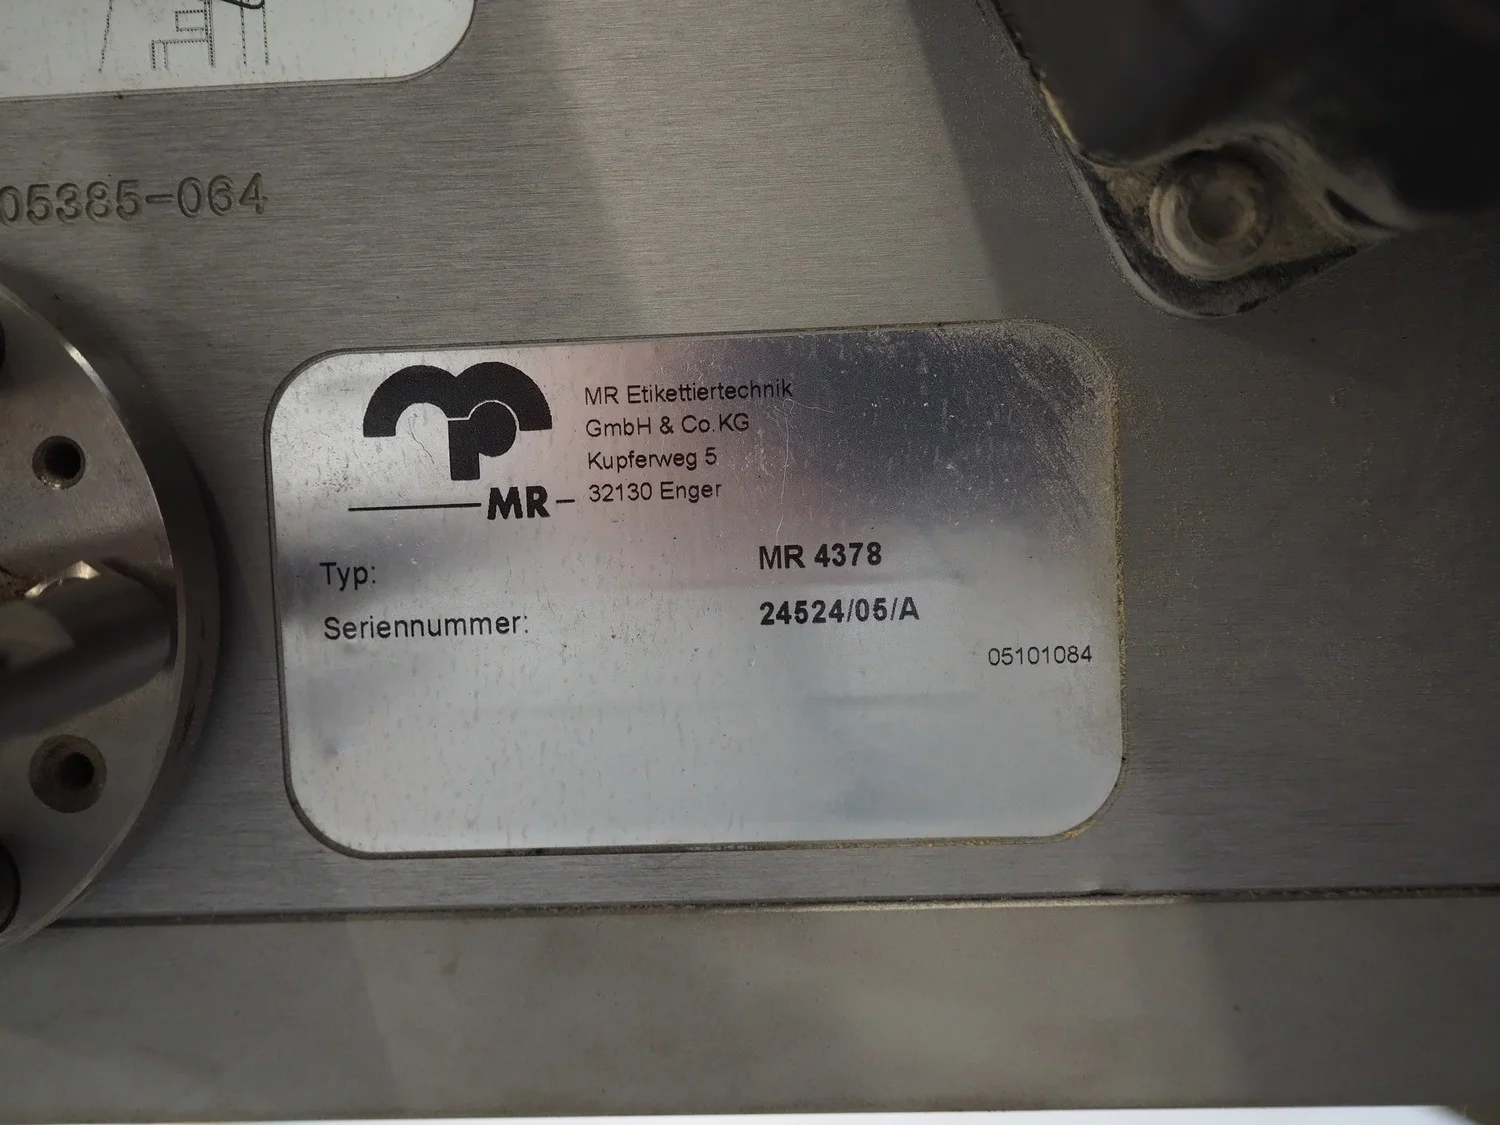 05385-064
MR Etikettiertechnik
GmbH & Co.KG
Kupferweg 5
32130 Enger
MR
Typ: MR 4378
Seriennummer: 24524/05/A
05101084